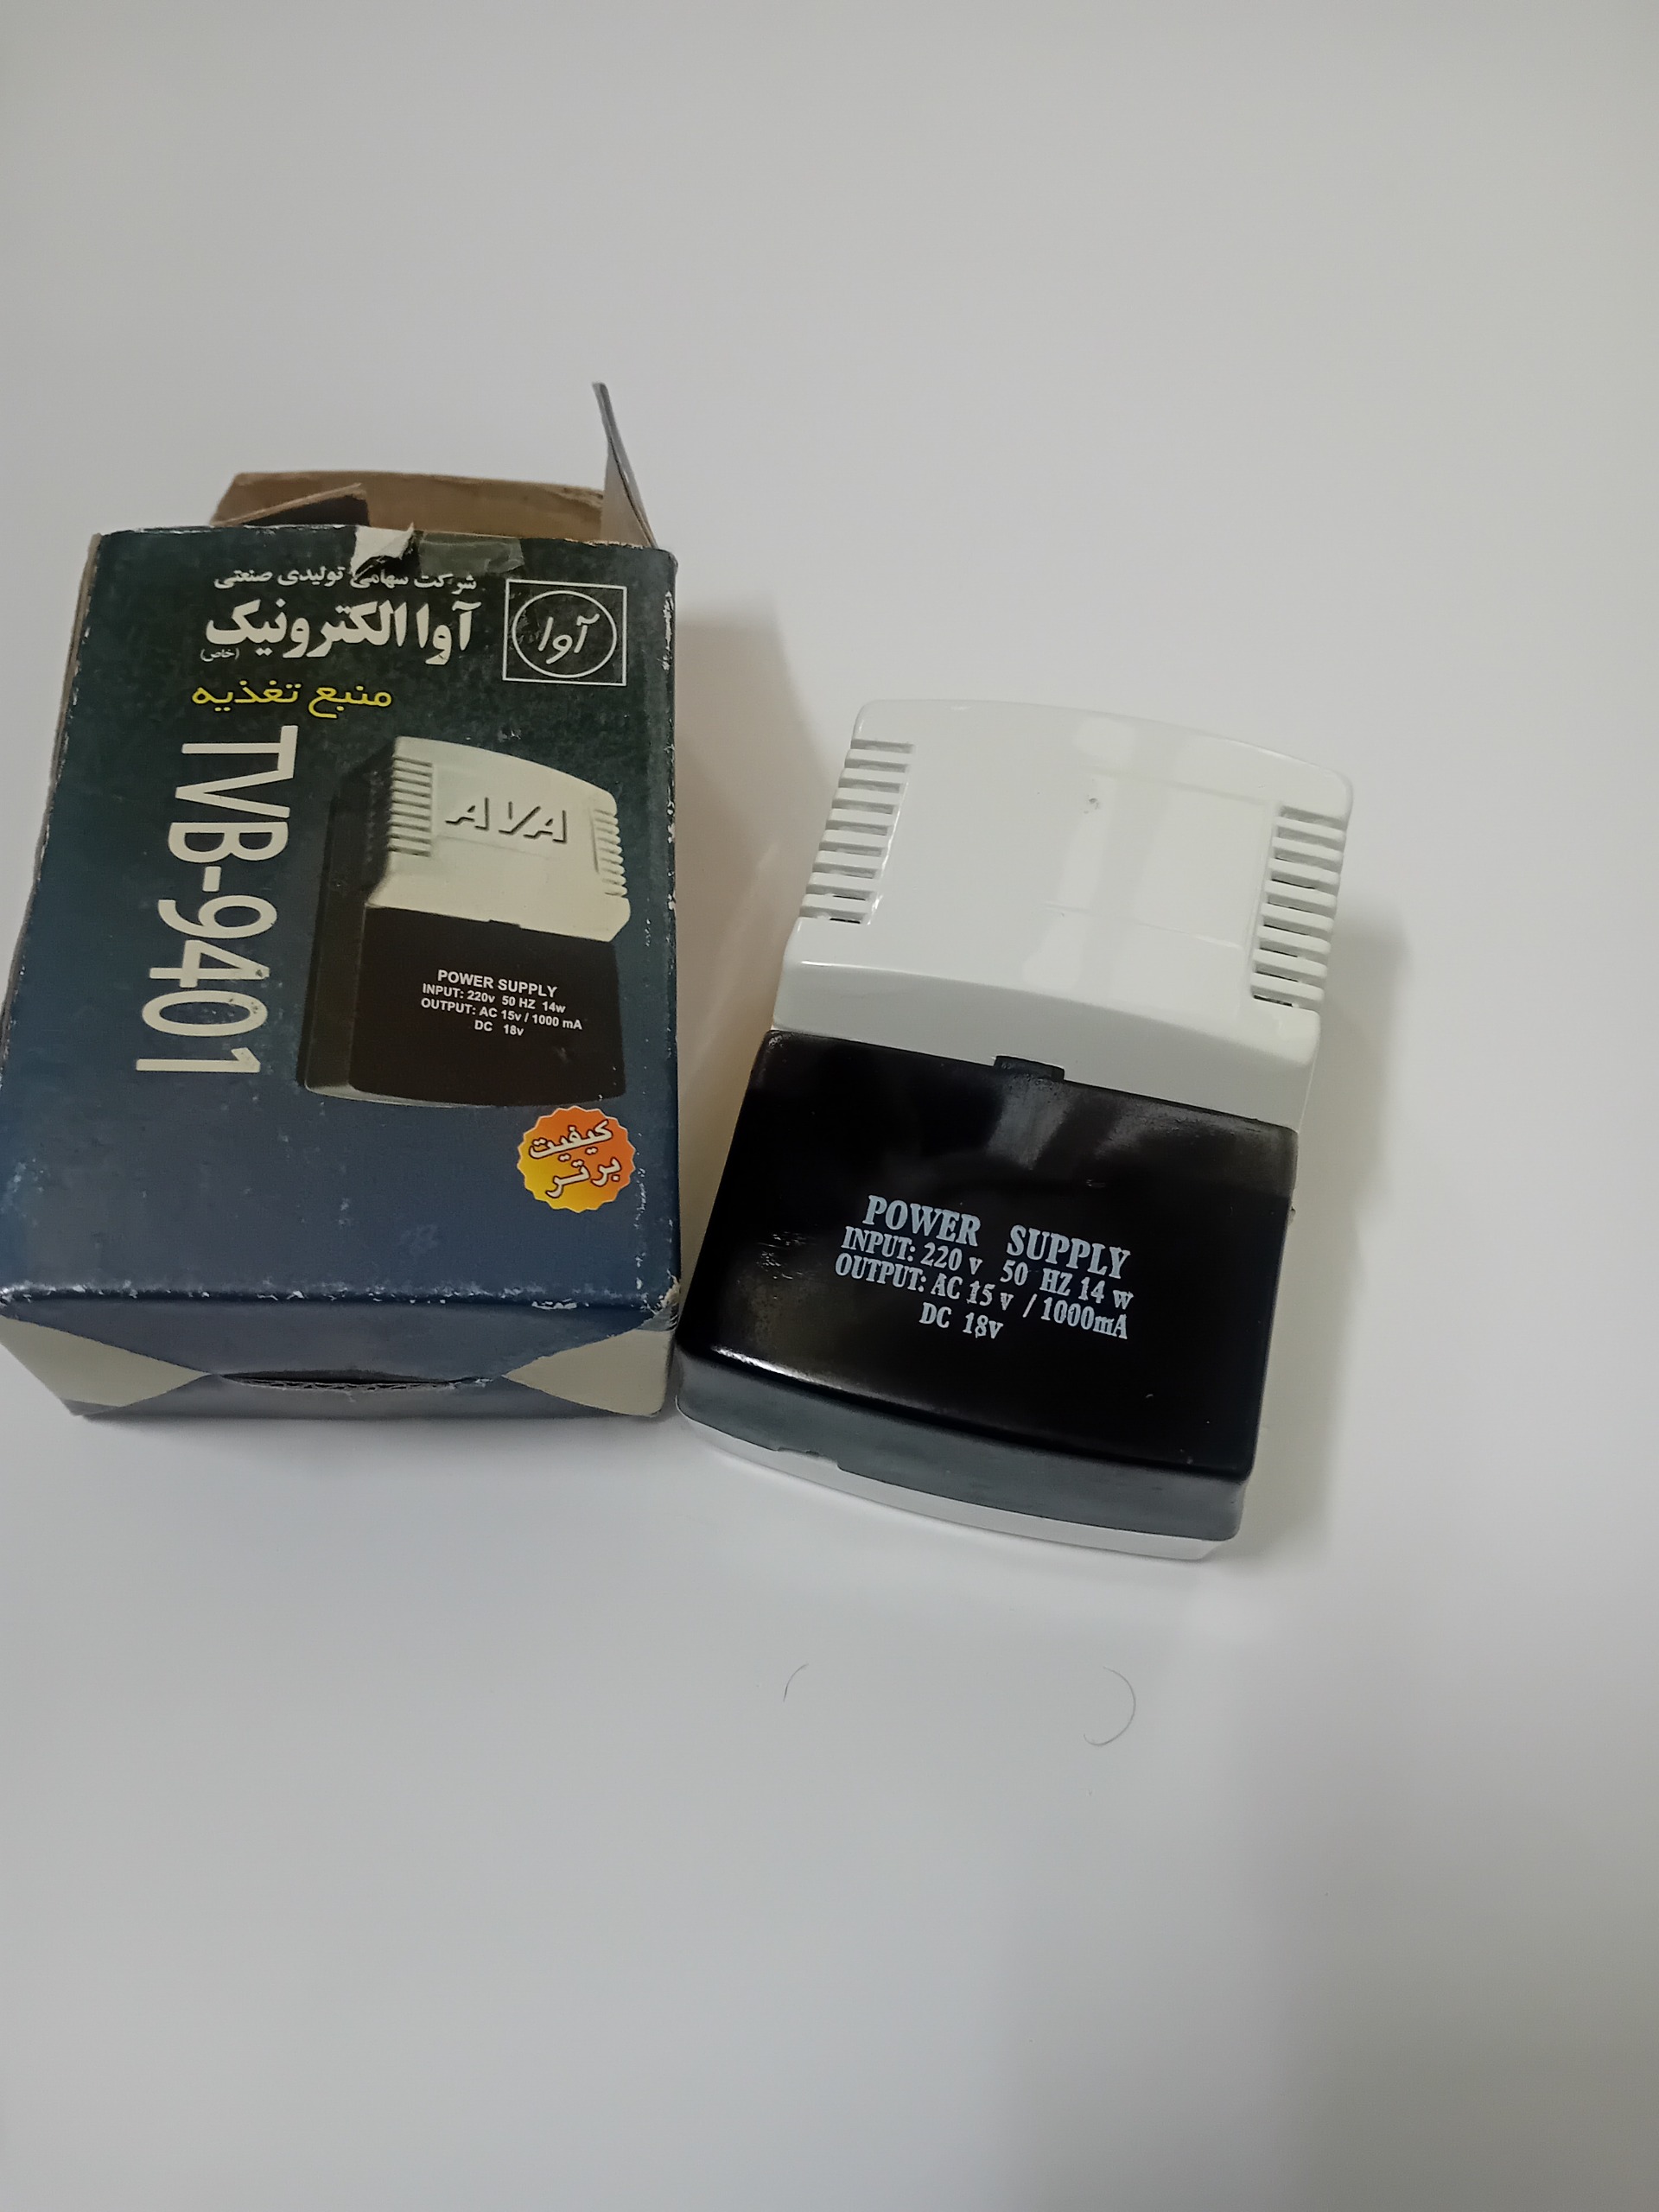 شرکت سهامی تولیدی صنعتی
آوا الکترونیک
(خاص)
آوا
منبع تغذیه
TVB-9401
AVA
POWER SUPPLY
INPUT: 220v 50 HZ 14w
OUTPUT: AC 15v / 1000 mA
DC 18v
کیفیت
برتر
POWER SUPPLY
INPUT: 220 v 50 HZ 14 w
OUTPUT: AC 15 v / 1000mA
DC 18v